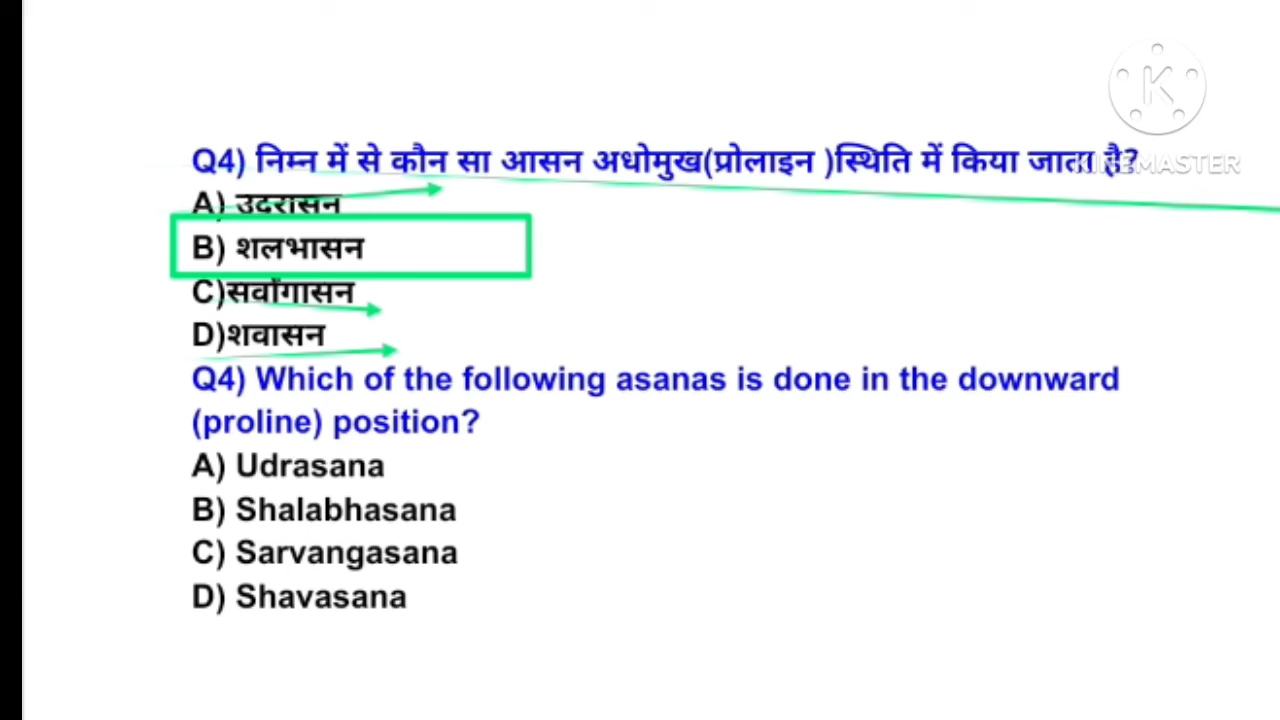 Q4) निम्न में से कौन सा आसन अधोमुख(प्रोलाइन )स्थिति में किया जाता है?
KINEMASTER
A) उदरासन
B) शलभासन
C)सर्वांगासन
D)शवासन
Q4) Which of the following asanas is done in the downward
(proline) position?
A) Udrasana
B) Shalabhasana
C) Sarvangasana
D) Shavasana